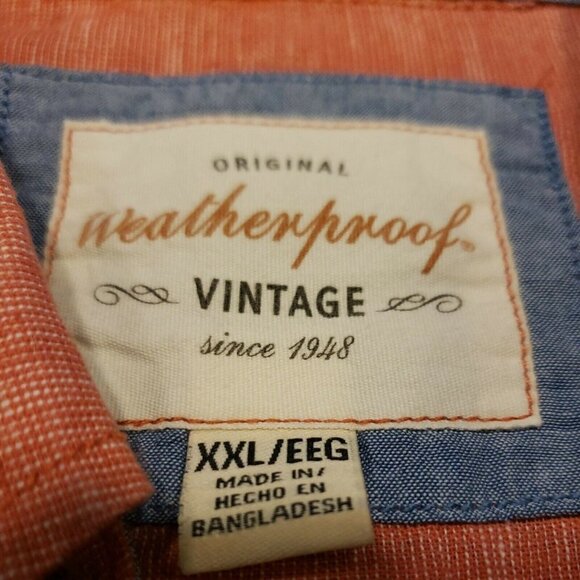 ORIGINAL
Weatherproof®
VINTAGE
since 1948
XXL/EEG
MADE IN/
HECHO EN
BANGLADESH